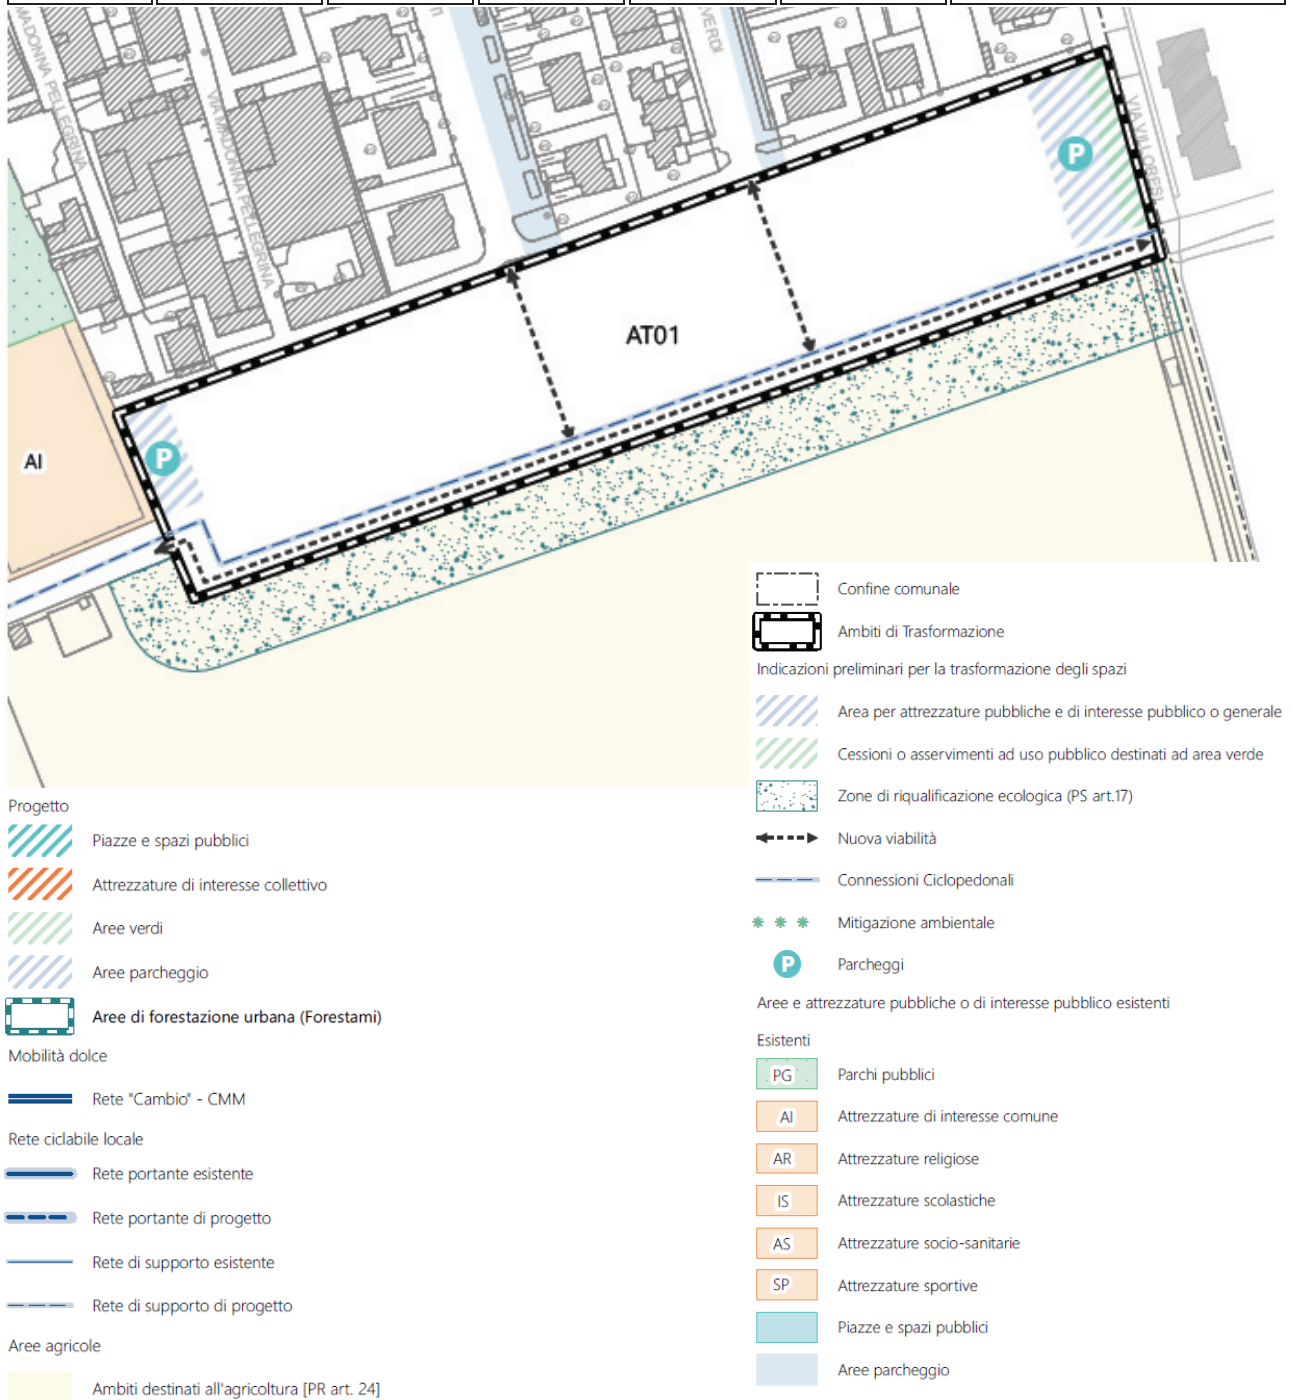 MADONNA PELLEGRINA
VIA MADONNA PELLEGRINA
VERDI
VIA VILLORESI
P
AT01
AI
P
Confine comunale
Ambiti di Trasformazione
Indicazioni preliminari per la trasformazione degli spazi
Area per attrezzature pubbliche e di interesse pubblico o generale
Cessioni o asservimenti ad uso pubblico destinati ad area verde
Zone di riqualificazione ecologica (PS art.17)
Nuova viabilità
Connessioni Ciclopedonali
Mitigazione ambientale
P Parcheggi
Aree e attrezzature pubbliche o di interesse pubblico esistenti
Esistenti
PG Parchi pubblici
AI Attrezzature di interesse comune
AR Attrezzature religiose
IS Attrezzature scolastiche
AS Attrezzature socio-sanitarie
SP Attrezzature sportive
Piazze e spazi pubblici
Aree parcheggio
Progetto
Piazze e spazi pubblici
Attrezzature di interesse collettivo
Aree verdi
Aree parcheggio
Aree di forestazione urbana (Forestami)
Mobilità dolce
Rete "Cambio" - CMM
Rete ciclabile locale
Rete portante esistente
Rete portante di progetto
Rete di supporto esistente
Rete di supporto di progetto
Aree agricole
Ambiti destinati all'agricoltura [PR art. 24]